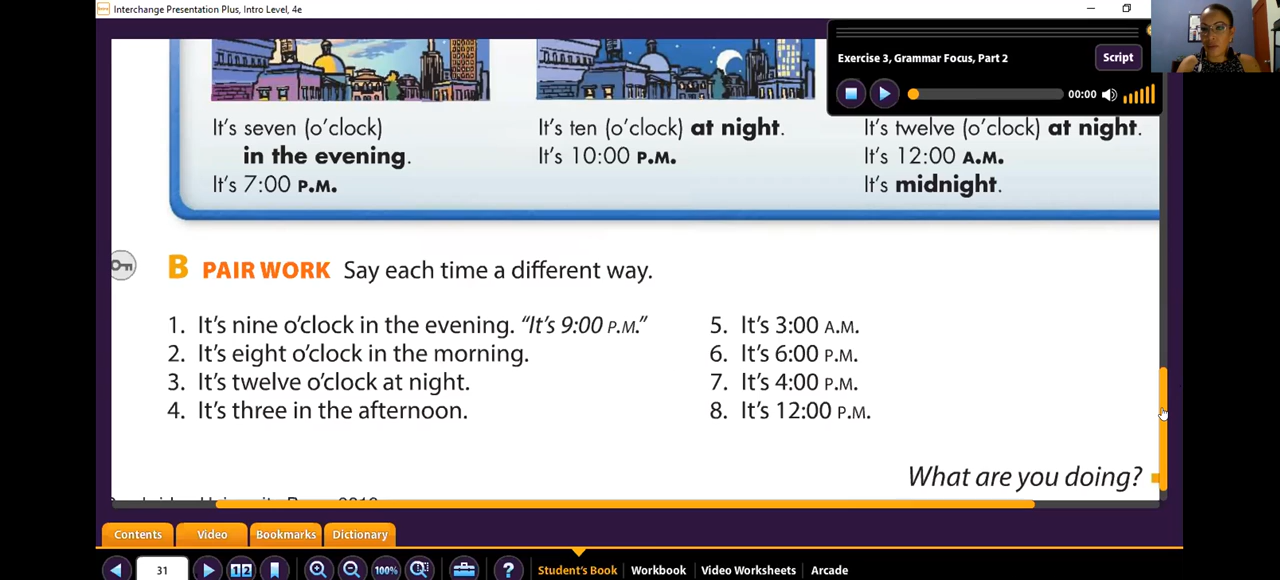 Interchange Presentation Plus, Intro Level, 4e
Exercise 3, Grammar Focus, Part 2
Script
00:00
It's seven (o'clock)
in the evening.
It's 7:00 P.M.
It's ten (o'clock) at night.
It's 10:00 P.M.
It's twelve (o'clock) at night.
It's 12:00 A.M.
It's midnight.
B PAIR WORK Say each time a different way.
1. It's nine o'clock in the evening. "It's 9:00 P.M."
2. It's eight o'clock in the morning.
3. It's twelve o'clock at night.
4. It's three in the afternoon.
5. It's 3:00 A.M.
6. It's 6:00 P.M.
7. It's 4:00 P.M.
8. It's 12:00 P.M.
What are you doing?
Contents
Video
Bookmarks
Dictionary
31
12
100%
?
Student's Book
Workbook
Video Worksheets
Arcade